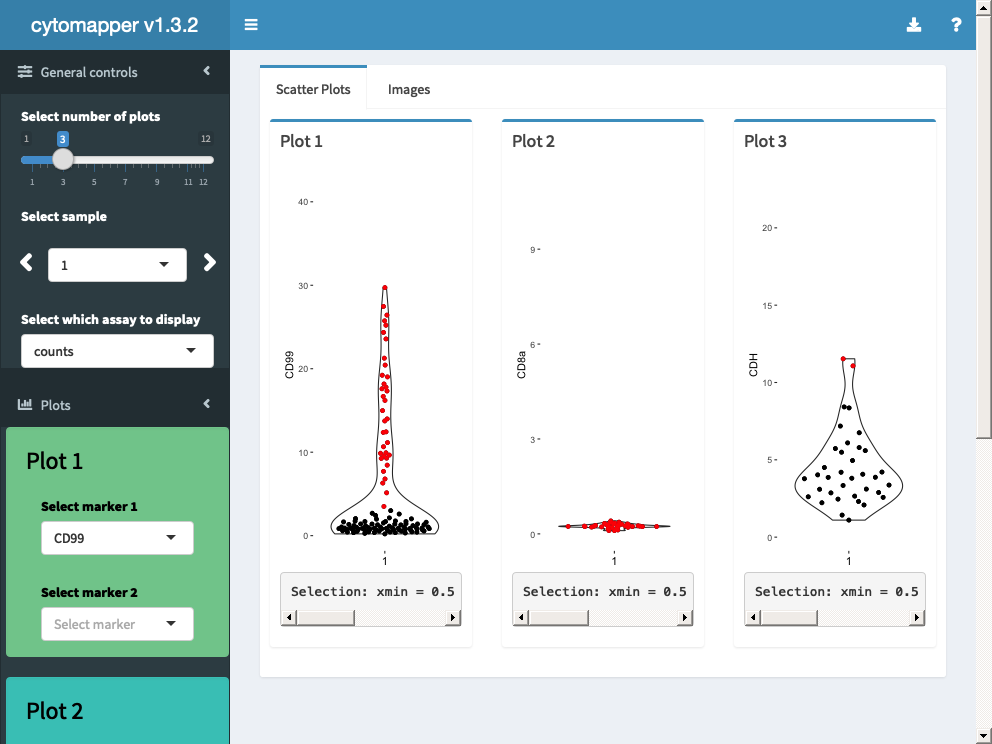 cytomapper v1.3.2
?
General controls
Select number of plots
1 3 12
1 3 5 7 9 11 12
Select sample
1
Select which assay to display
counts
Plots
Plot 1
Select marker 1
CD99
Select marker 2
Select marker
Plot 2
Scatter Plots Images
Plot 1
40
30
20
10
0
CD99
1
Selection: xmin = 0.5
Plot 2
9
6
3
0
CD8a
1
Selection: xmin = 0.5
Plot 3
20
15
10
5
0
CDH
1
Selection: xmin = 0.5